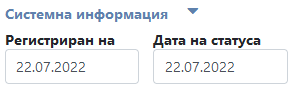 Системна информация
Регистриран на Дата на статуса
22.07.2022 22.07.2022